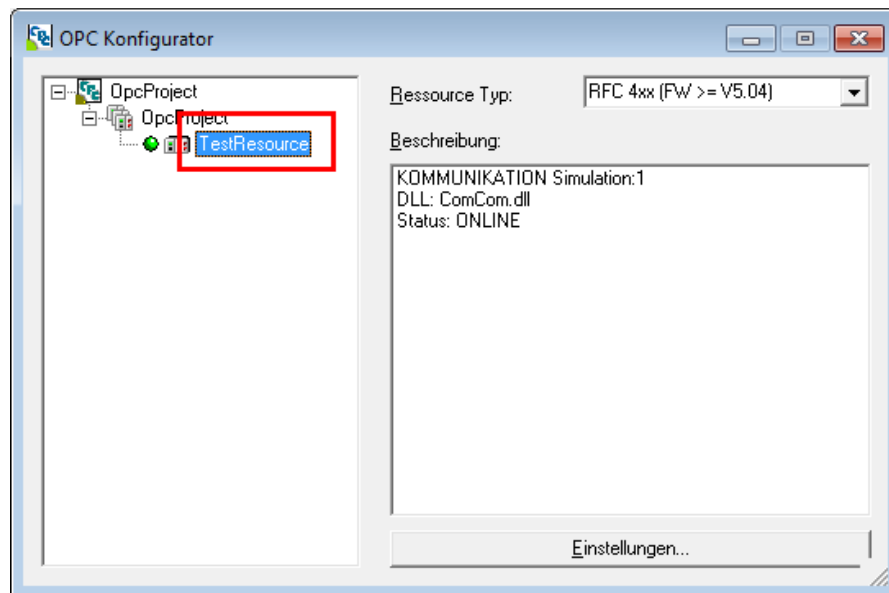 OPC Konfigurator
OpcProject
OpcProject
TestResource
Ressource Typ:
RFC 4xx (FW >= V5.04)
Beschreibung:
KOMMUNIKATION Simulation:1
DLL: ComCom.dll
Status: ONLINE
Einstellungen...